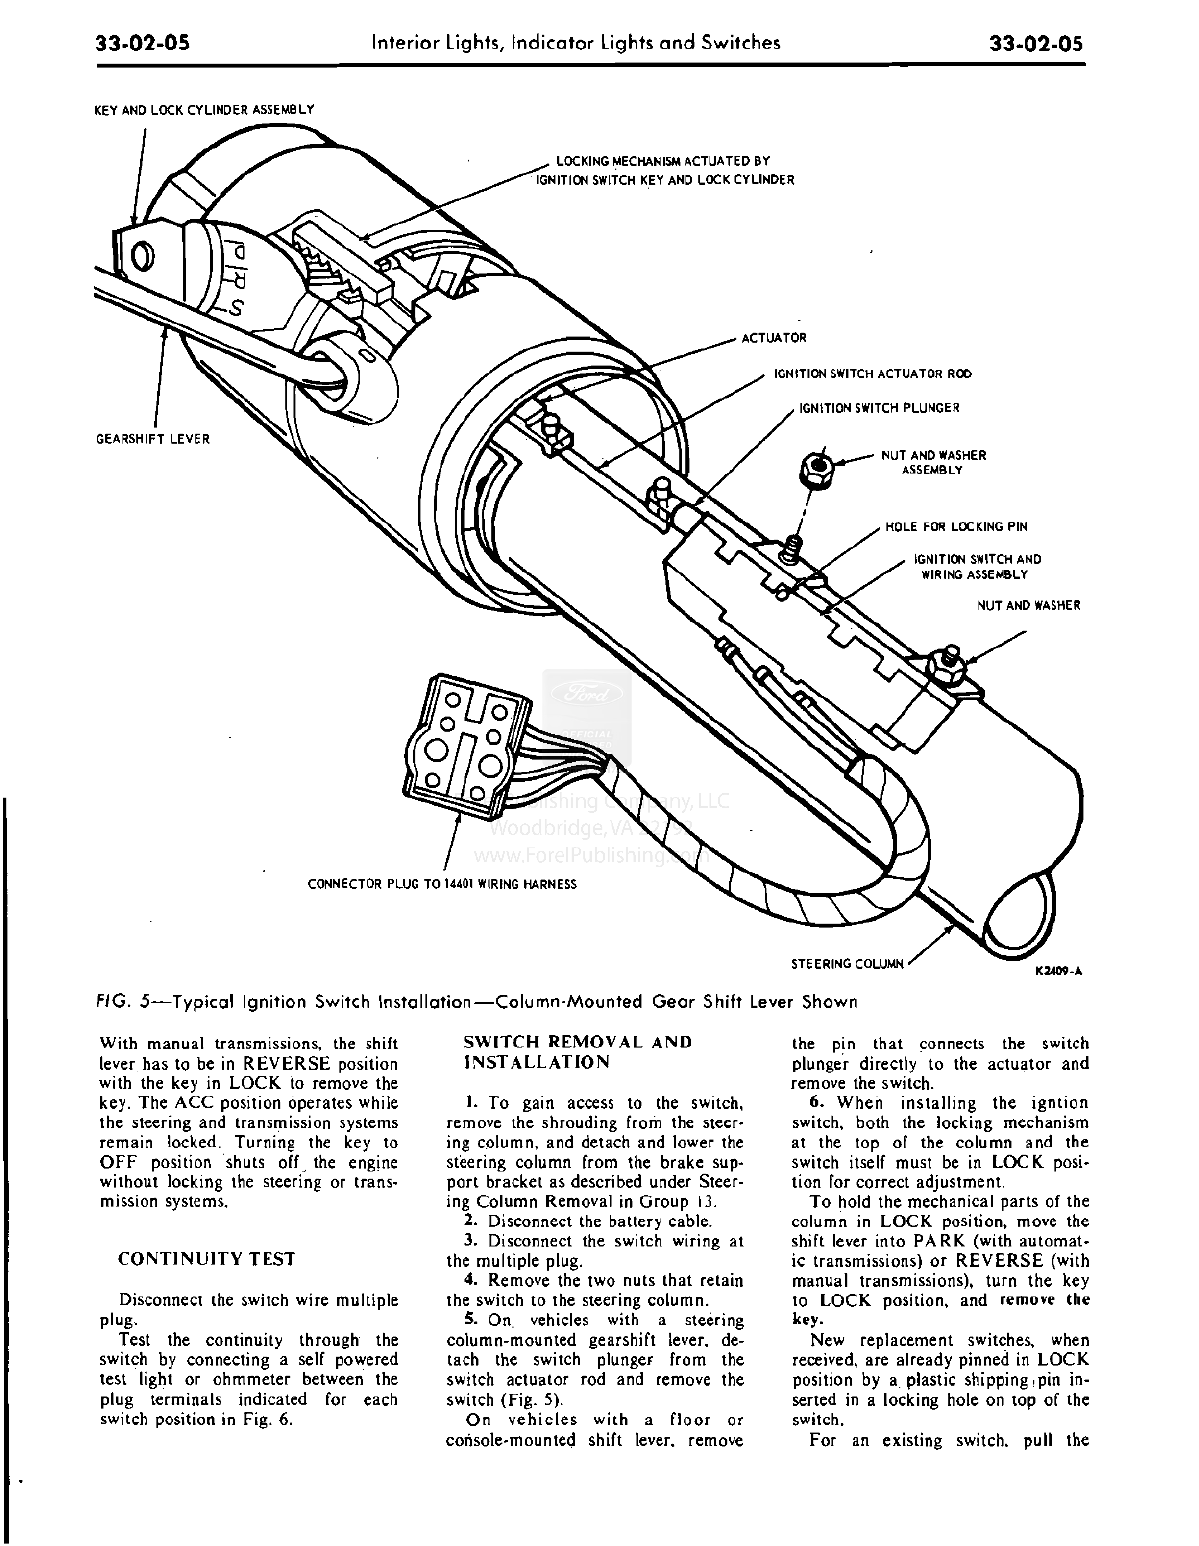 33-02-05 Interior Lights, Indicator Lights and Switches 33-02-05
KEY AND LOCK CYLINDER ASSEMBLY
LOCKING MECHANISM ACTUATED BY
IGNITION SWITCH KEY AND LOCK CYLINDER
P
R
S
ACTUATOR
IGNITION SWITCH ACTUATOR ROD
IGNITION SWITCH PLUNGER
GEARSHIFT LEVER
NUT AND WASHER
ASSEMBLY
HOLE FOR LOCKING PIN
IGNITION SWITCH AND
WIRING ASSEMBLY
NUT AND WASHER
Ford
OFFICIAL
Company, LLC
Woodbridge, VA
www.ForelPublishing.com
CONNECTOR PLUG TO 14401 WIRING HARNESS
STEERING COLUMN
K2409-A
FIG. 5—Typical Ignition Switch Installation—Column-Mounted Gear Shift Lever Shown
With manual transmissions, the shift
lever has to be in REVERSE position
with the key in LOCK to remove the
key. The ACC position operates while
the steering and transmission systems
remain locked. Turning the key to
OFF position shuts off the engine
without locking the steering or trans-
mission systems.
CONTINUITY TEST
Disconnect the switch wire multiple
plug.
Test the continuity through the
switch by connecting a self powered
test light or ohmmeter between the
plug terminals indicated for each
switch position in Fig. 6.
SWITCH REMOVAL AND
INSTALLATION
1. To gain access to the switch,
remove the shrouding from the steer-
ing column, and detach and lower the
steering column from the brake sup-
port bracket as described under Steer-
ing Column Removal in Group 13.
2. Disconnect the battery cable.
3. Disconnect the switch wiring at
the multiple plug.
4. Remove the two nuts that retain
the switch to the steering column.
5. On vehicles with a steering
column-mounted gearshift lever, de-
tach the switch plunger from the
switch actuator rod and remove the
switch (Fig. 5).
On vehicles with a floor or
console-mounted shift lever, remove
the pin that connects the switch
plunger directly to the actuator and
remove the switch.
6. When installing the igntion
switch, both the locking mechanism
at the top of the column and the
switch itself must be in LOCK posi-
tion for correct adjustment.
To hold the mechanical parts of the
column in LOCK position, move the
shift lever into PARK (with automat-
ic transmissions) or REVERSE (with
manual transmissions), turn the key
to LOCK position, and remove the
key.
New replacement switches, when
received, are already pinned in LOCK
position by a plastic shipping pin in-
serted in a locking hole on top of the
switch.
For an existing switch, pull the